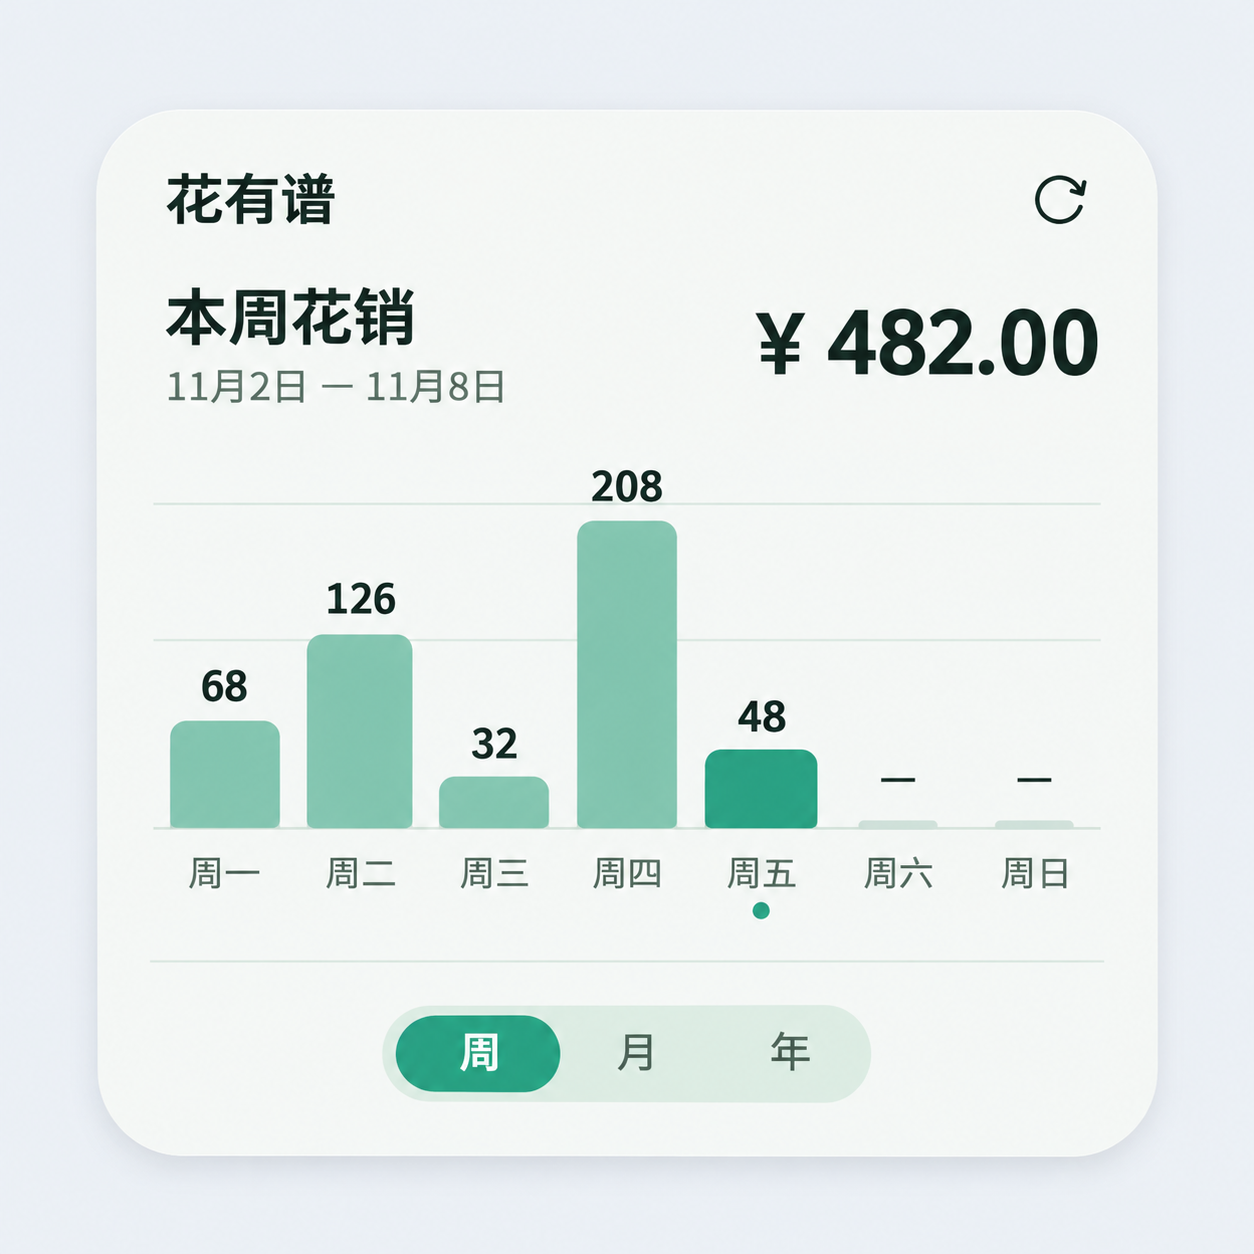 花有谱
本周花销
11月2日 — 11月8日
¥ 482.00
208
126
68
32
48
—
—
周一 周二 周三 周四 周五 周六 周日
周 月 年